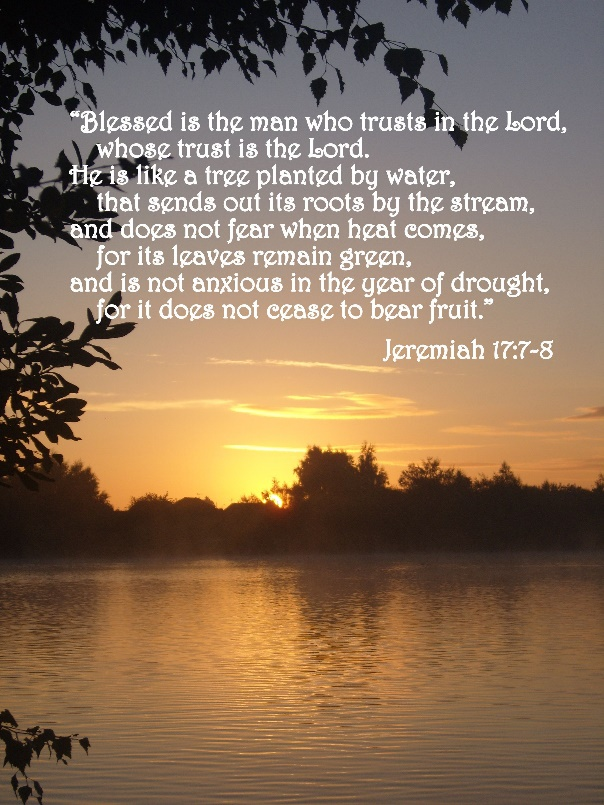 “Blessed is the man who trusts in the Lord,
whose trust is the Lord.
He is like a tree planted by water,
that sends out its roots by the stream,
and does not fear when heat comes,
for its leaves remain green,
and is not anxious in the year of drought,
for it does not cease to bear fruit.”
Jeremiah 17:7-8